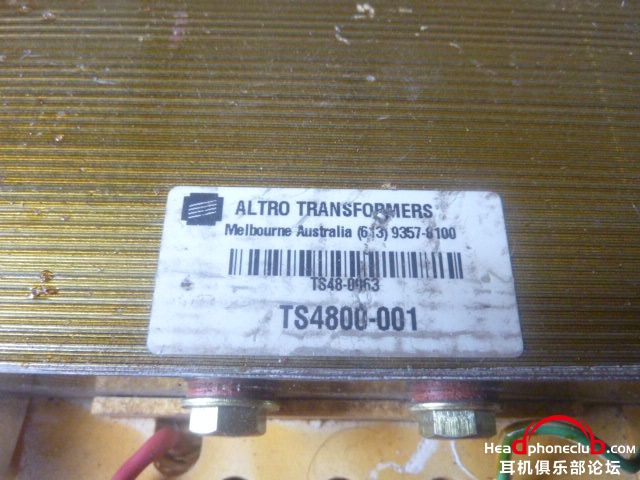 ALTRO TRANSFORMERS
Melbourne Australia (613) 9357-8100
TS48-0063
TS4800-001
Headphoneclub.com
耳机俱乐部论坛